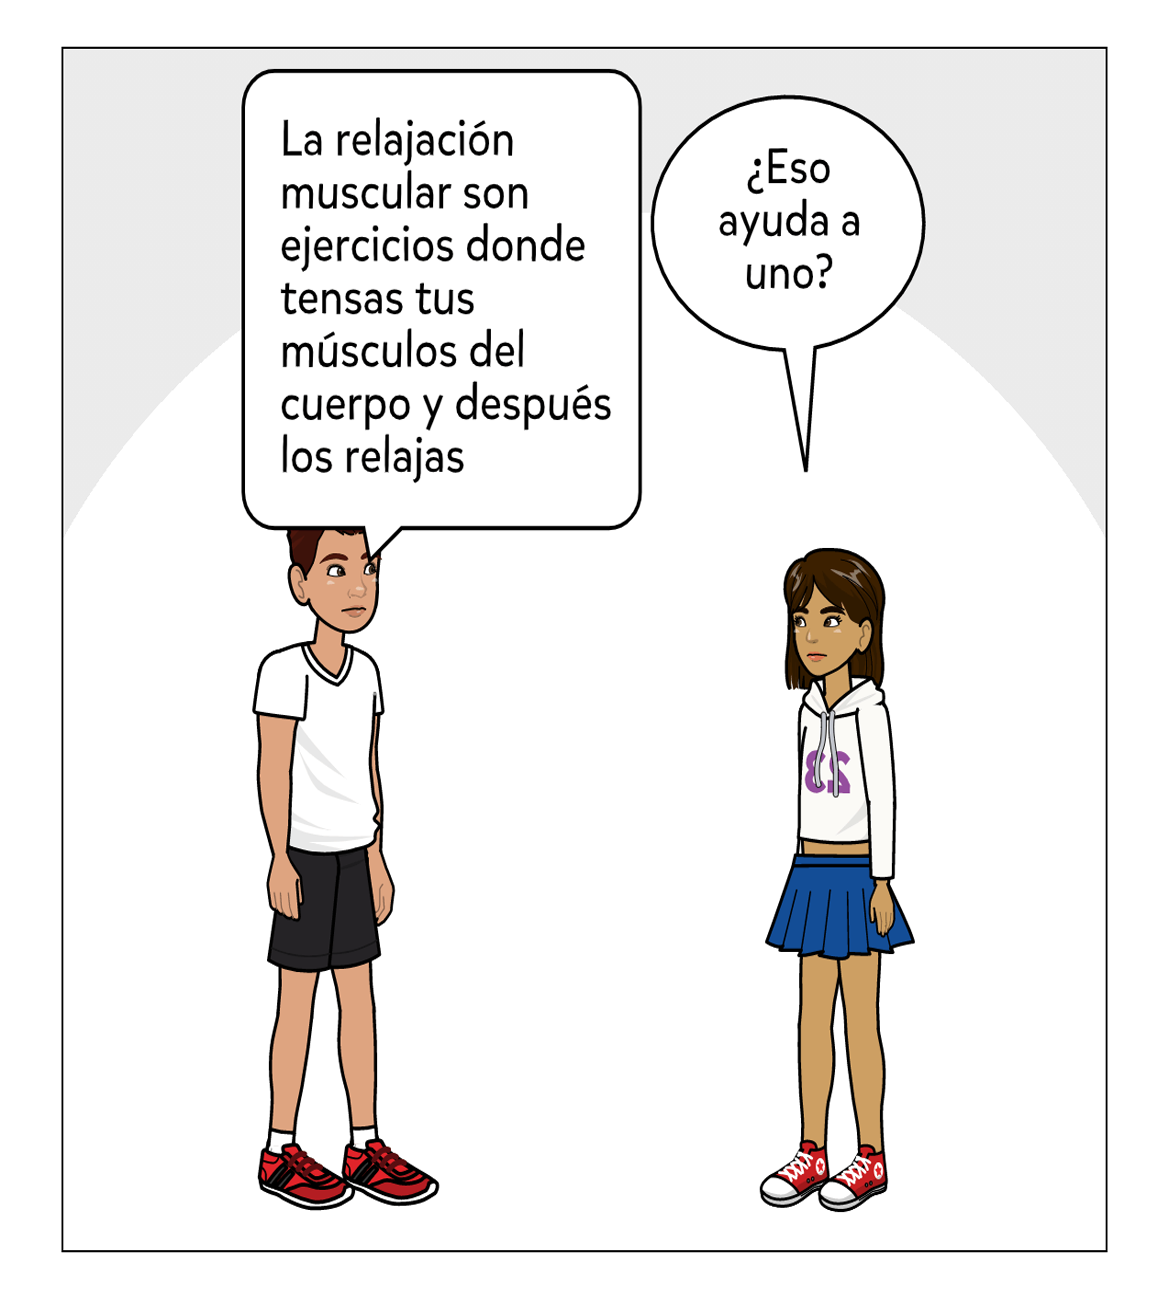 La relajación
muscular son
ejercicios donde
tensas tus
músculos del
cuerpo y después
los relajas
¿Eso
ayuda a
uno?